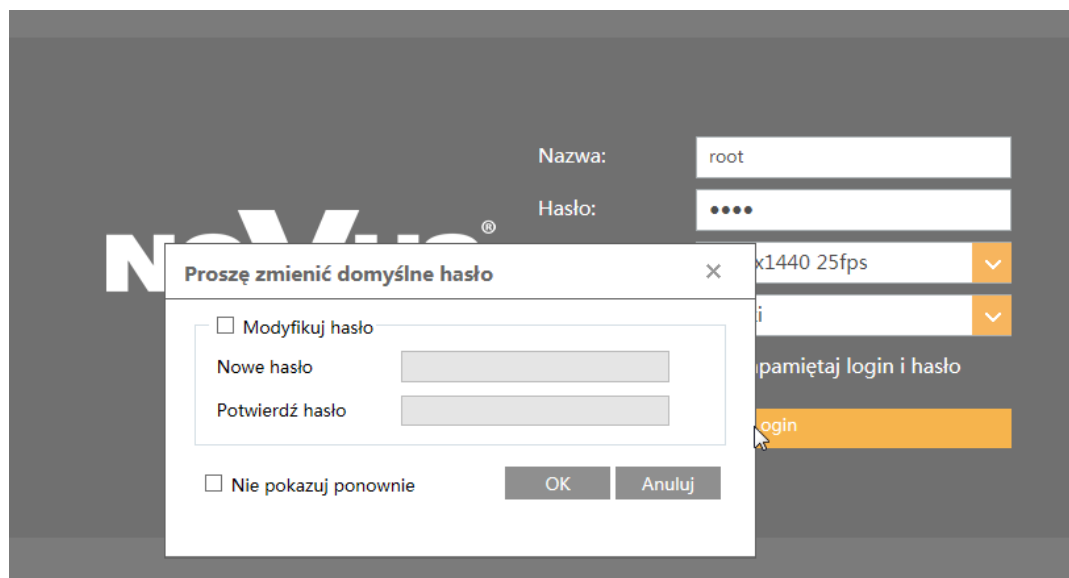 Nazwa:
root
Hasło:
••••
®
x1440 25fps
i
pamiętaj login i hasło
ogin
Proszę zmienić domyślne hasło
Modyfikuj hasło
Nowe hasło
Potwierdź hasło
Nie pokazuj ponownie
OK
Anuluj